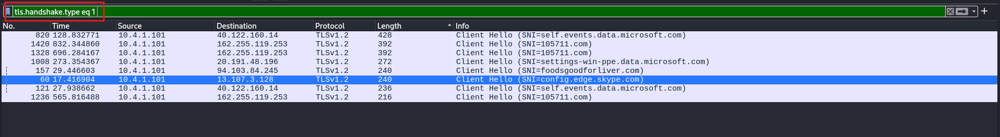 tls.handshake.type eq 1
No. Time Source Destination Protocol Length Info
820 128.832771 10.4.1.101 40.122.160.14 TLSv1.2 428 Client Hello (SNI=self.events.data.microsoft.com)
1420 832.344860 10.4.1.101 162.255.119.253 TLSv1.2 392 Client Hello (SNI=105711.com)
1328 696.284167 10.4.1.101 162.255.119.253 TLSv1.2 392 Client Hello (SNI=105711.com)
1008 273.354367 10.4.1.101 20.191.48.196 TLSv1.2 272 Client Hello (SNI=settings-win-ppe.data.microsoft.com)
157 29.446603 10.4.1.101 94.103.84.245 TLSv1.2 240 Client Hello (SNI=foodsgoodforliver.com)
60 17.416904 10.4.1.101 13.107.3.128 TLSv1.2 240 Client Hello (SNI=config.edge.skype.com)
121 27.938662 10.4.1.101 40.122.160.14 TLSv1.2 236 Client Hello (SNI=self.events.data.microsoft.com)
1236 565.816488 10.4.1.101 162.255.119.253 TLSv1.2 216 Client Hello (SNI=105711.com)